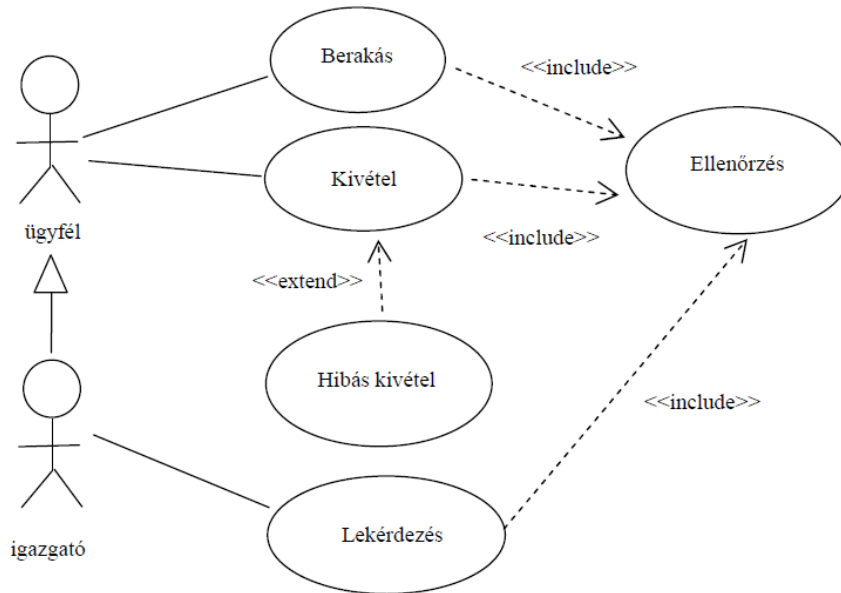 Berakás
<<include>>
Ellenőrzés
Kivétel
ügyfél
<<include>>
<<extend>>
Hibás kivétel
<<include>>
Lekérdezés
igazgató